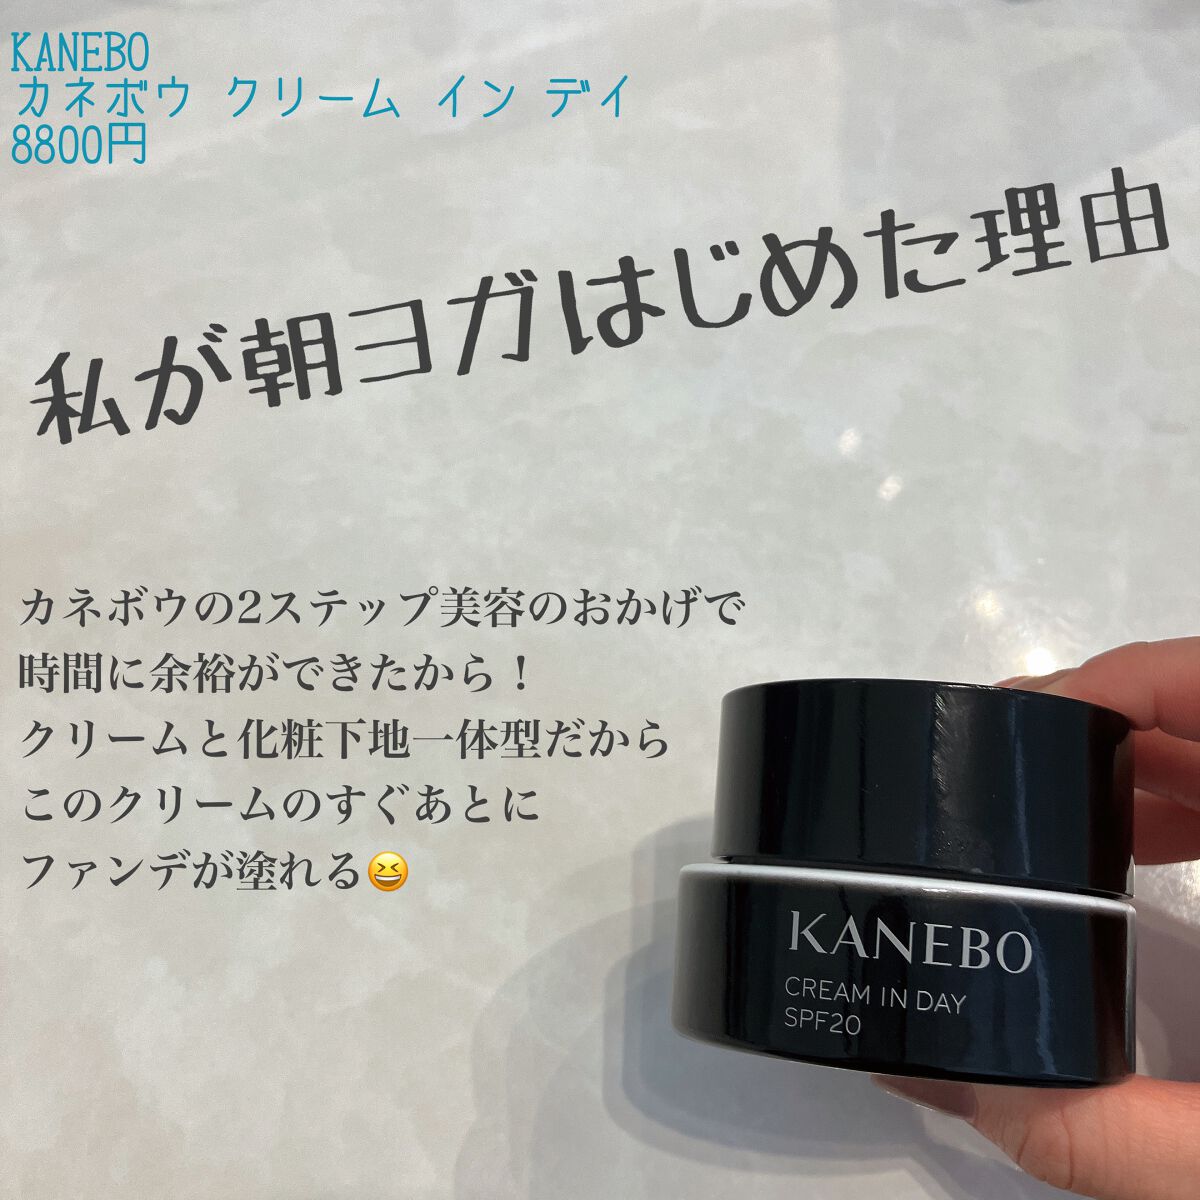 KANEBO
カネボウ クリーム イン デイ
8800円
私が朝ヨガはじめた理由
カネボウの2ステップ美容のおかげで
時間に余裕ができたから！
クリームと化粧下地一体型だから
このクリームのすぐあとに
ファンデが塗れる😆
KANEBO
CREAM IN DAY
SPF20